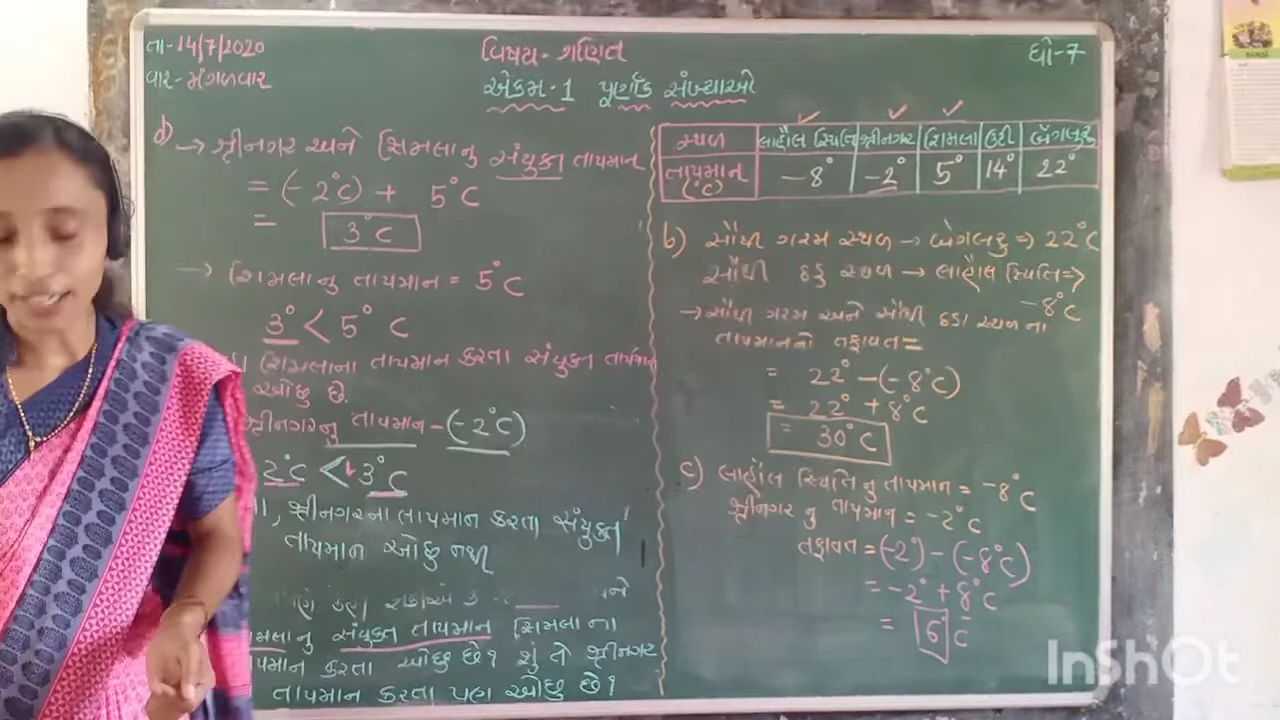 તા-14/7/2020
વાર-મંગળવાર
વિષય-ગણિત
ધો-7
એકમ-1 પૂર્ણાંક સંખ્યાઓ
d) → શ્રીનગર અને સિમલાનુ સંયુક્ત તાપમાન
= (-2°C) + 5°C
= 3°C
→ શિમલાનુ તાપમાન = 5°C
3° < 5° C
શિમલાના તાપમાન કરતા સંયુક્ત તાપમાન
ઓછુ છે.
શ્રીનગરનુ તાપમાન - (-2°C)
2°C < 3°C
, શ્રીનગરના તાપમાન કરતા સંયુક્ત
તાપમાન ઓછુ નથી
મલાનુ સંયુક્ત તાપમાન શિમલા ના
પમાન કરતા ઓછુ છે? શું તે શ્રીનગર
તાપમાન કરતા પણ ઓછુ છે?
સ્થળ લાહૌલ સ્પિતિ શ્રીનગર શિમલા ઉટી બેંગલુરુ
તાપમાન (°C) -8° -2° 5° 14° 22°
b) સૌથી ગરમ સ્થળ → બેંગલુરુ => 22°C
સૌથી ઠંડુ સ્થળ → લાહૌલ સ્પિતિ =>
-8°C
→ સૌથી ગરમ અને સૌથી ઠંડા સ્થળ ના
તાપમાનનો તફાવત =
= 22° -(-8°C)
= 22° + 8°C
= 30°C
c) લાહૌલ સ્પિતિ નુ તાપમાન = -8°C
શ્રીનગર નુ તાપમાન = -2°C
તફાવત = (-2°) - (-8°C)
= -2° + 8°C
= 6°C
InShOt